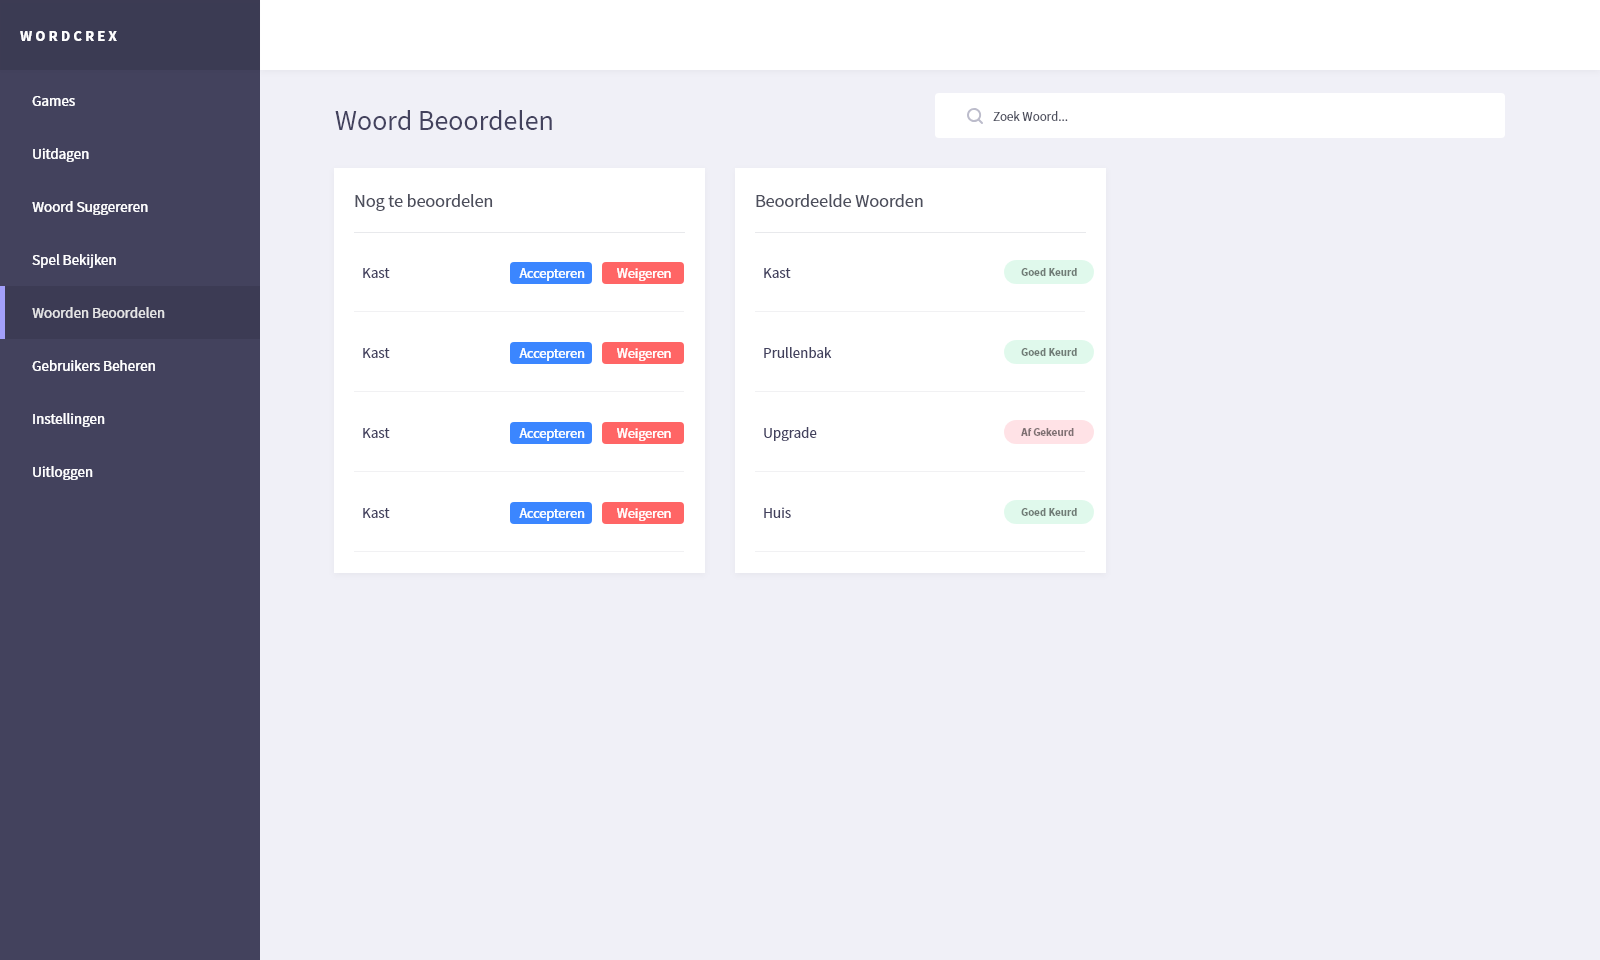 WORDCREX
Games
Uitdagen
Woord Suggereren
Spel Bekijken
Woorden Beoordelen
Gebruikers Beheren
Instellingen
Uitloggen
Woord Beoordelen
Zoek Woord...
Nog te beoordelen
Kast Accepteren Weigeren
Kast Accepteren Weigeren
Kast Accepteren Weigeren
Kast Accepteren Weigeren
Beoordeelde Woorden
Kast Goed Keurd
Prullenbak Goed Keurd
Upgrade Af Gekeurd
Huis Goed Keurd